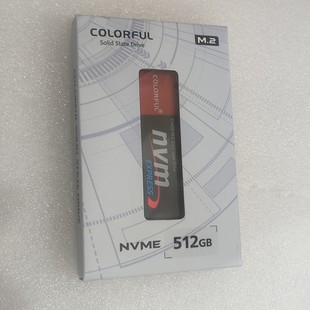 COLORFUL
Solid State Drive
M.2
COLORFUL®
nvm
EXPRESS
NVME 512GB